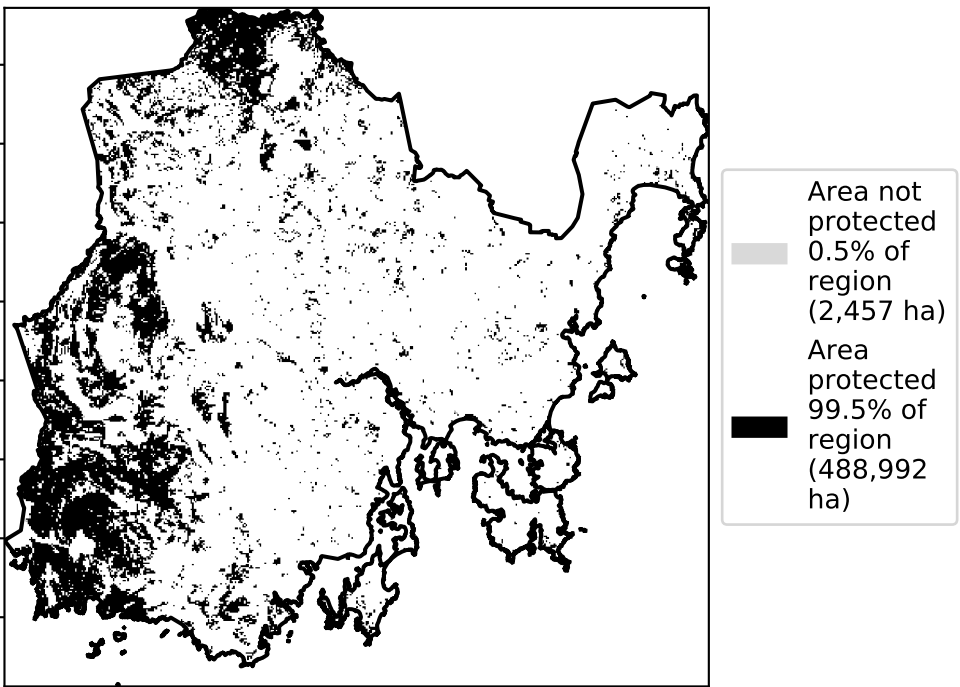 Area not
protected
0.5% of
region
(2,457 ha)
Area
protected
99.5% of
region
(488,992
ha)